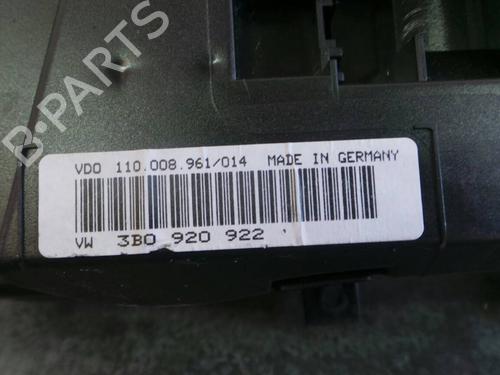 VDO 110.008.961/014 MADE IN GERMANY
VW 3B0 920 922
B-PARTS